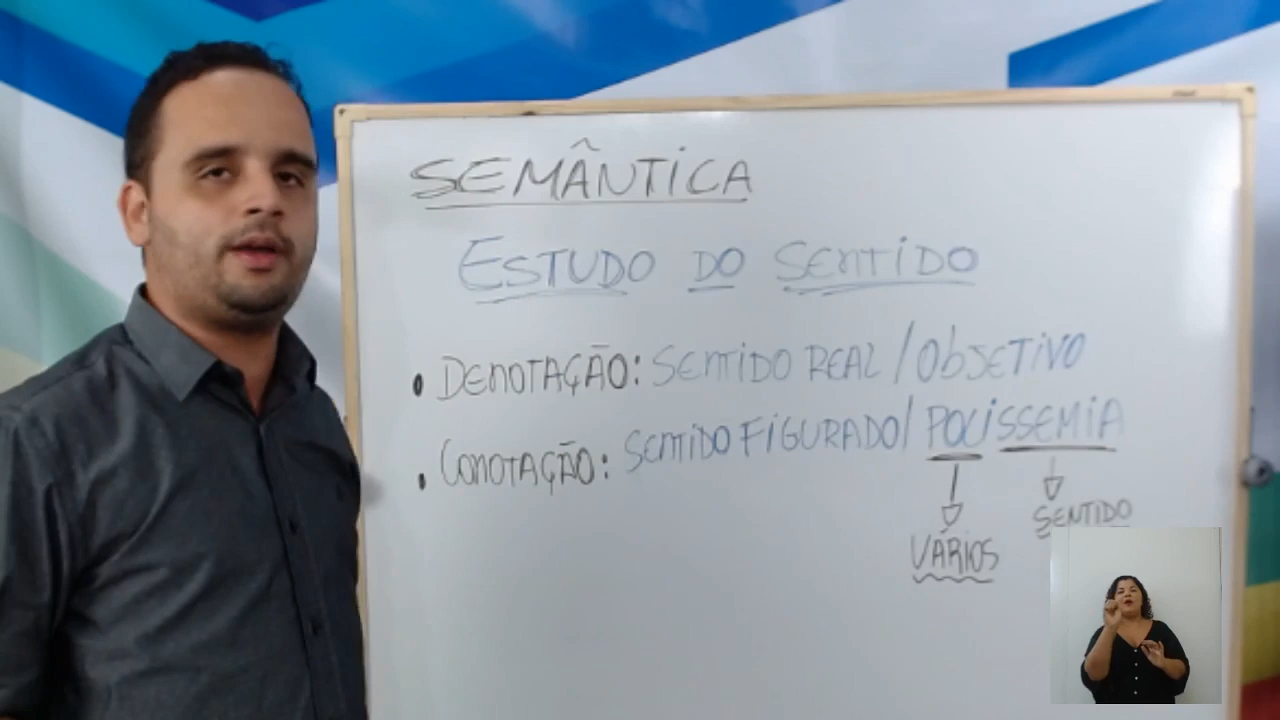 SEMÂNTICA
ESTUDO DO SENTIDO
• DENOTAÇÃO: SENTIDO REAL / OBJETIVO
• CONOTAÇÃO: SENTIDO FIGURADO / POLISSEMIA
SENTIDO
VÁRIOS